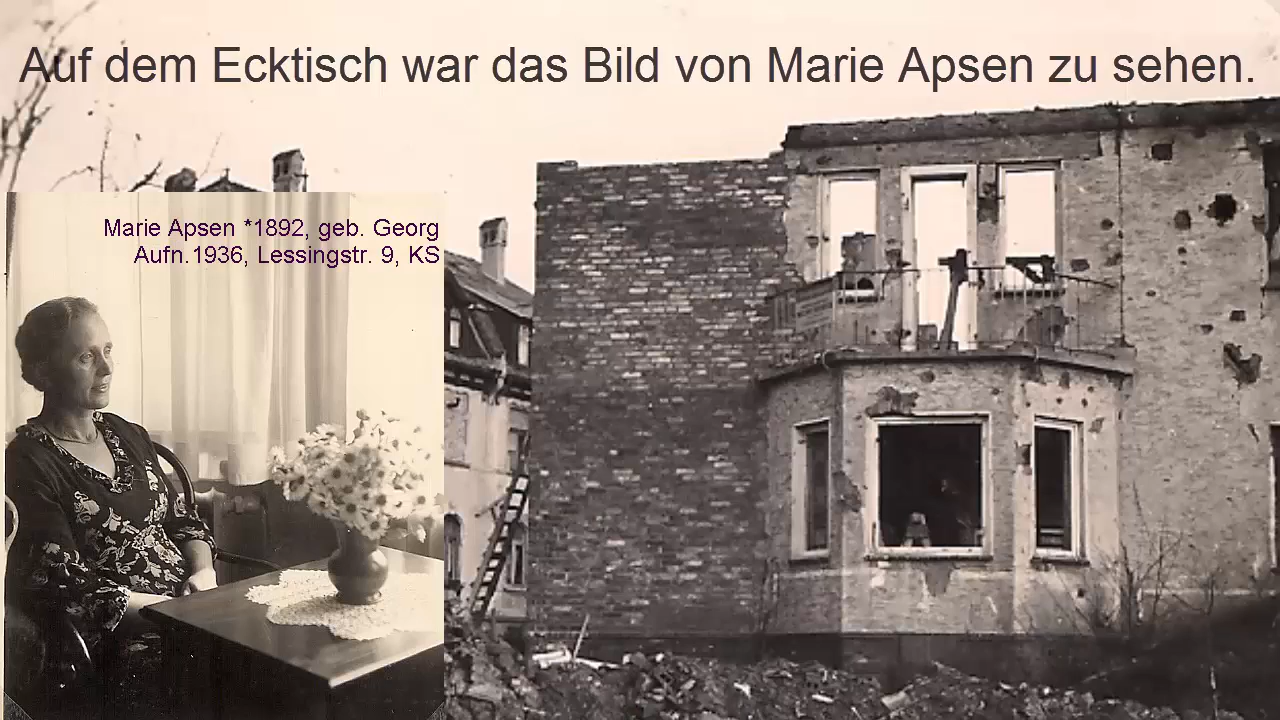 Auf dem Ecktisch war das Bild von Marie Apsen zu sehen.
Marie Apsen *1892, geb. Georg
Aufn.1936, Lessingstr. 9, KS